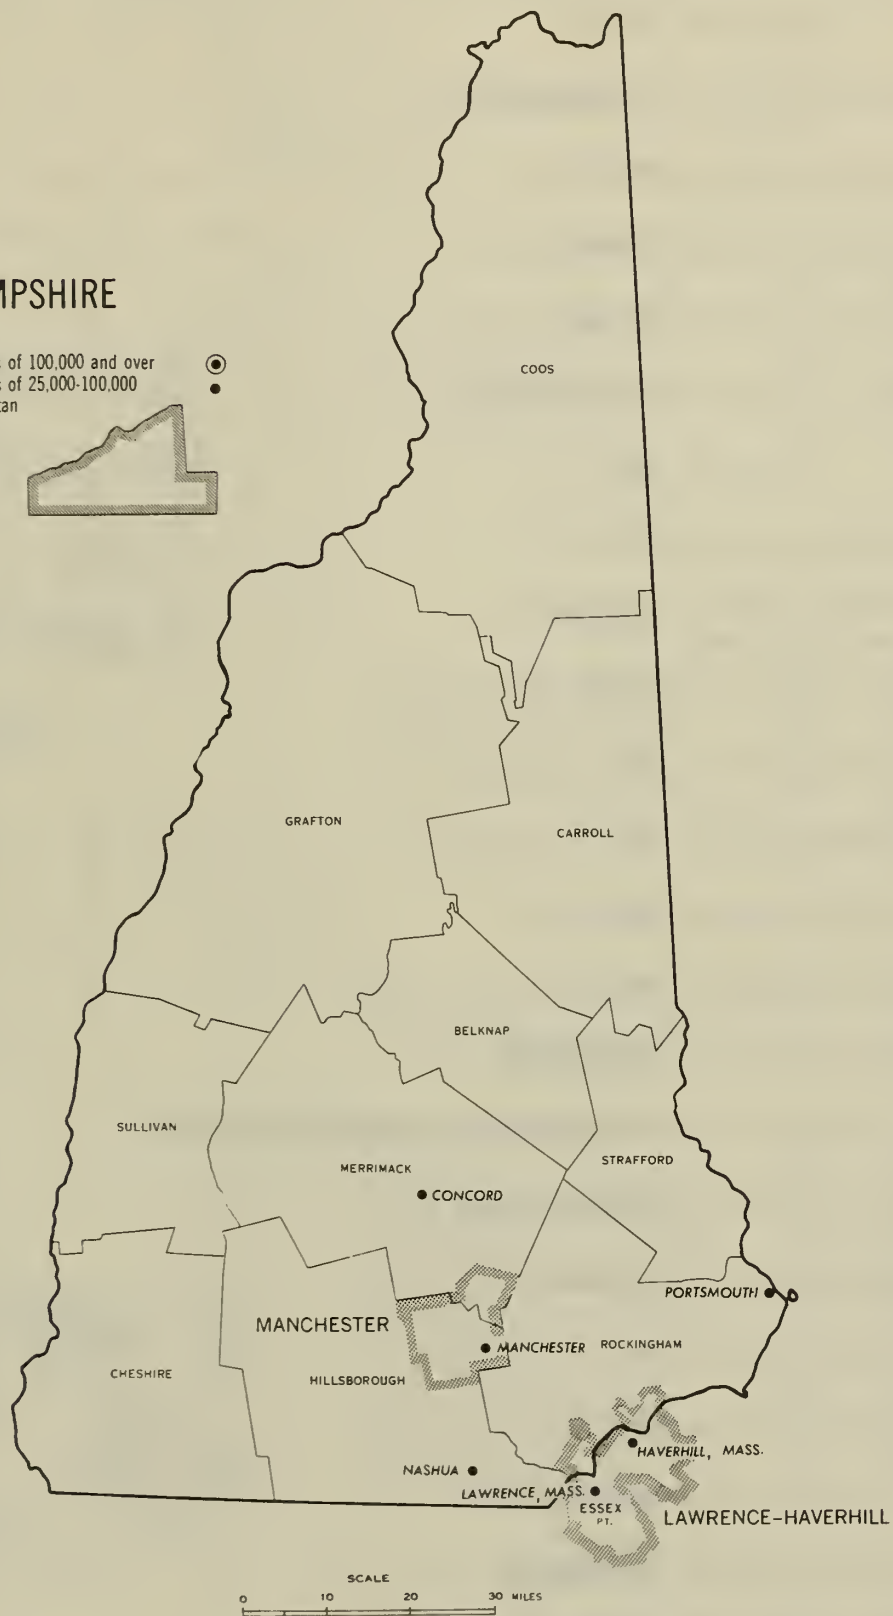 MPSHIRE
s of 100,000 and over
s of 25,000-100,000
tan
COOS
GRAFTON
CARROLL
BELKNAP
SULLIVAN
MERRIMACK
STRAFFORD
CONCORD
PORTSMOUTH
MANCHESTER
MANCHESTER
ROCKINGHAM
CHESHIRE
HILLSBOROUGH
HAVERHILL, MASS.
NASHUA
LAWRENCE, MASS.
ESSEX
PT.
LAWRENCE-HAVERHILL
SCALE
0 10 20 30 MILES